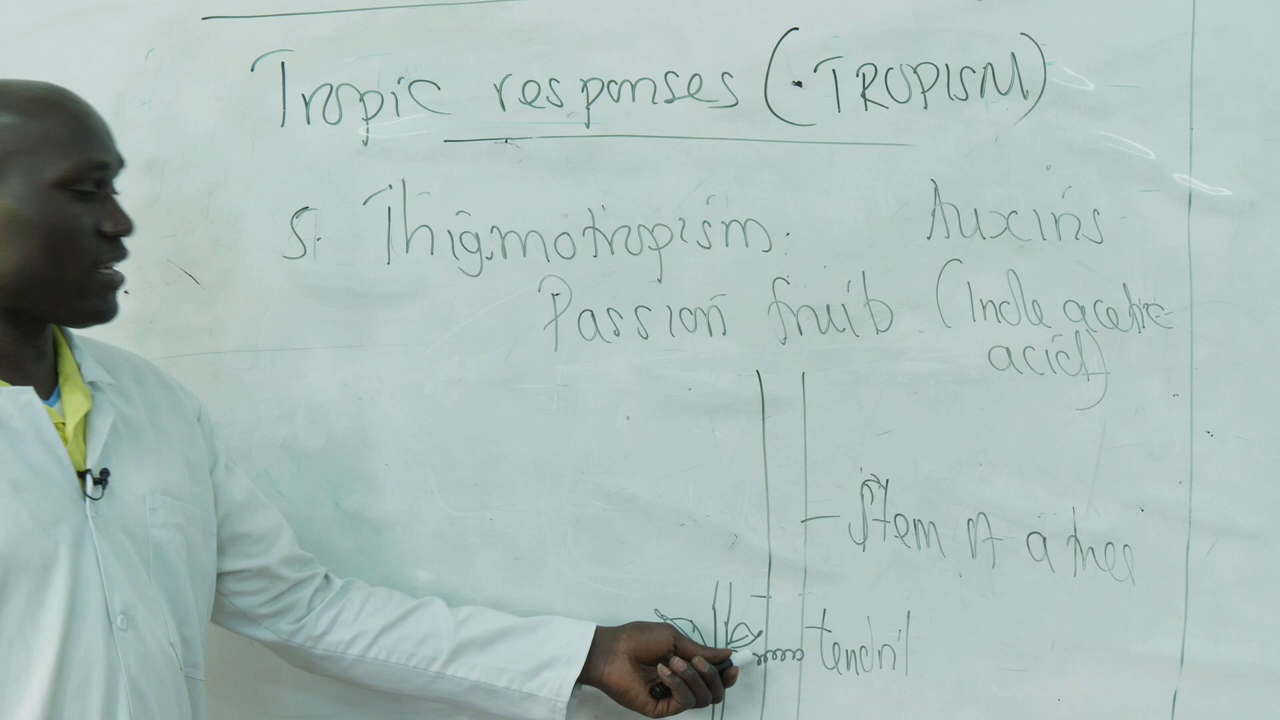 Tropic responses (TROPISM)
5. Thigmotropism. Auxins
Passion fruit (Indole acetic
acid)
Stem of a tree
tendril